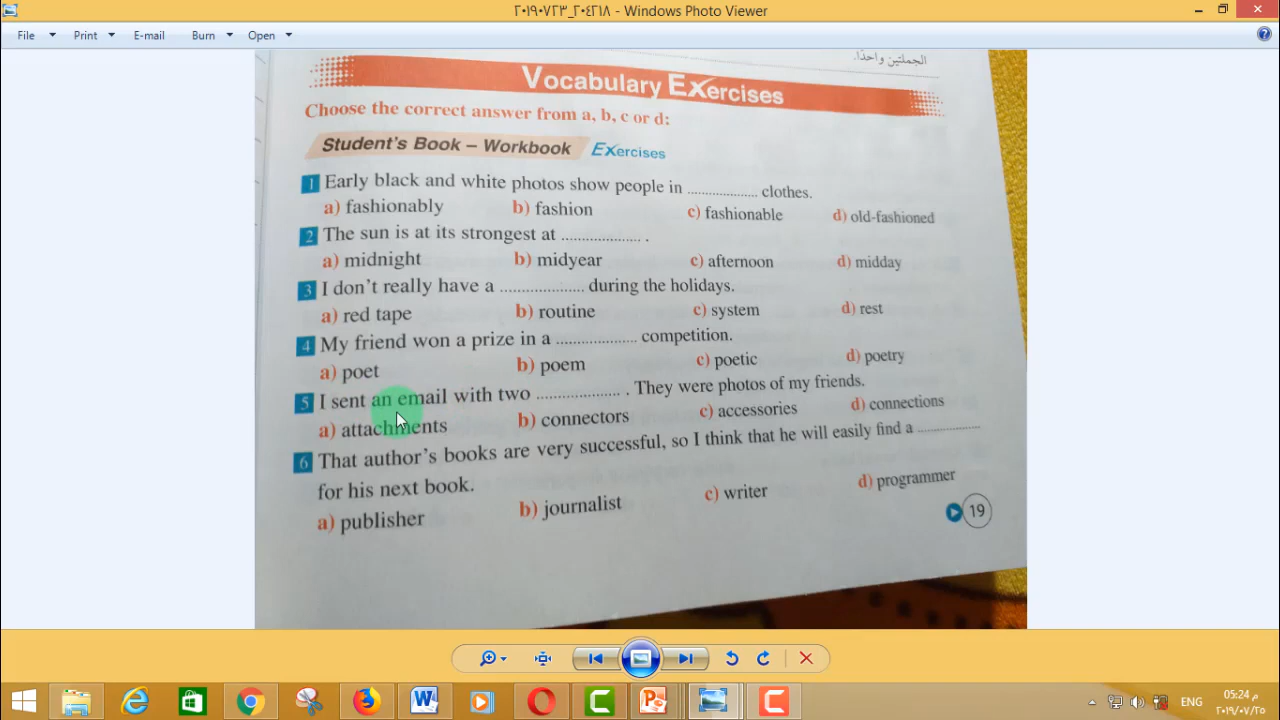 ٢٠١٩٠٧٢٣_٢٠٤٢١٨ - Windows Photo Viewer
File Print E-mail Burn Open
الجملتين واحدًا.
Vocabulary Exercises
Choose the correct answer from a, b, c or d:
Student's Book – Workbook Exercises
1 Early black and white photos show people in .................. clothes.
a) fashionably b) fashion c) fashionable d) old-fashioned
2 The sun is at its strongest at .................... .
a) midnight b) midyear c) afternoon d) midday
3 I don't really have a ..................... during the holidays.
a) red tape b) routine c) system d) rest
4 My friend won a prize in a .................... competition.
a) poet b) poem c) poetic d) poetry
5 I sent an email with two ..................... . They were photos of my friends.
a) attachments b) connectors c) accessories d) connections
6 That author's books are very successful, so I think that he will easily find a ................
for his next book.
a) publisher b) journalist c) writer d) programmer
19
ENG
05:24 م
٢٠١٩/٠٧/٢٥